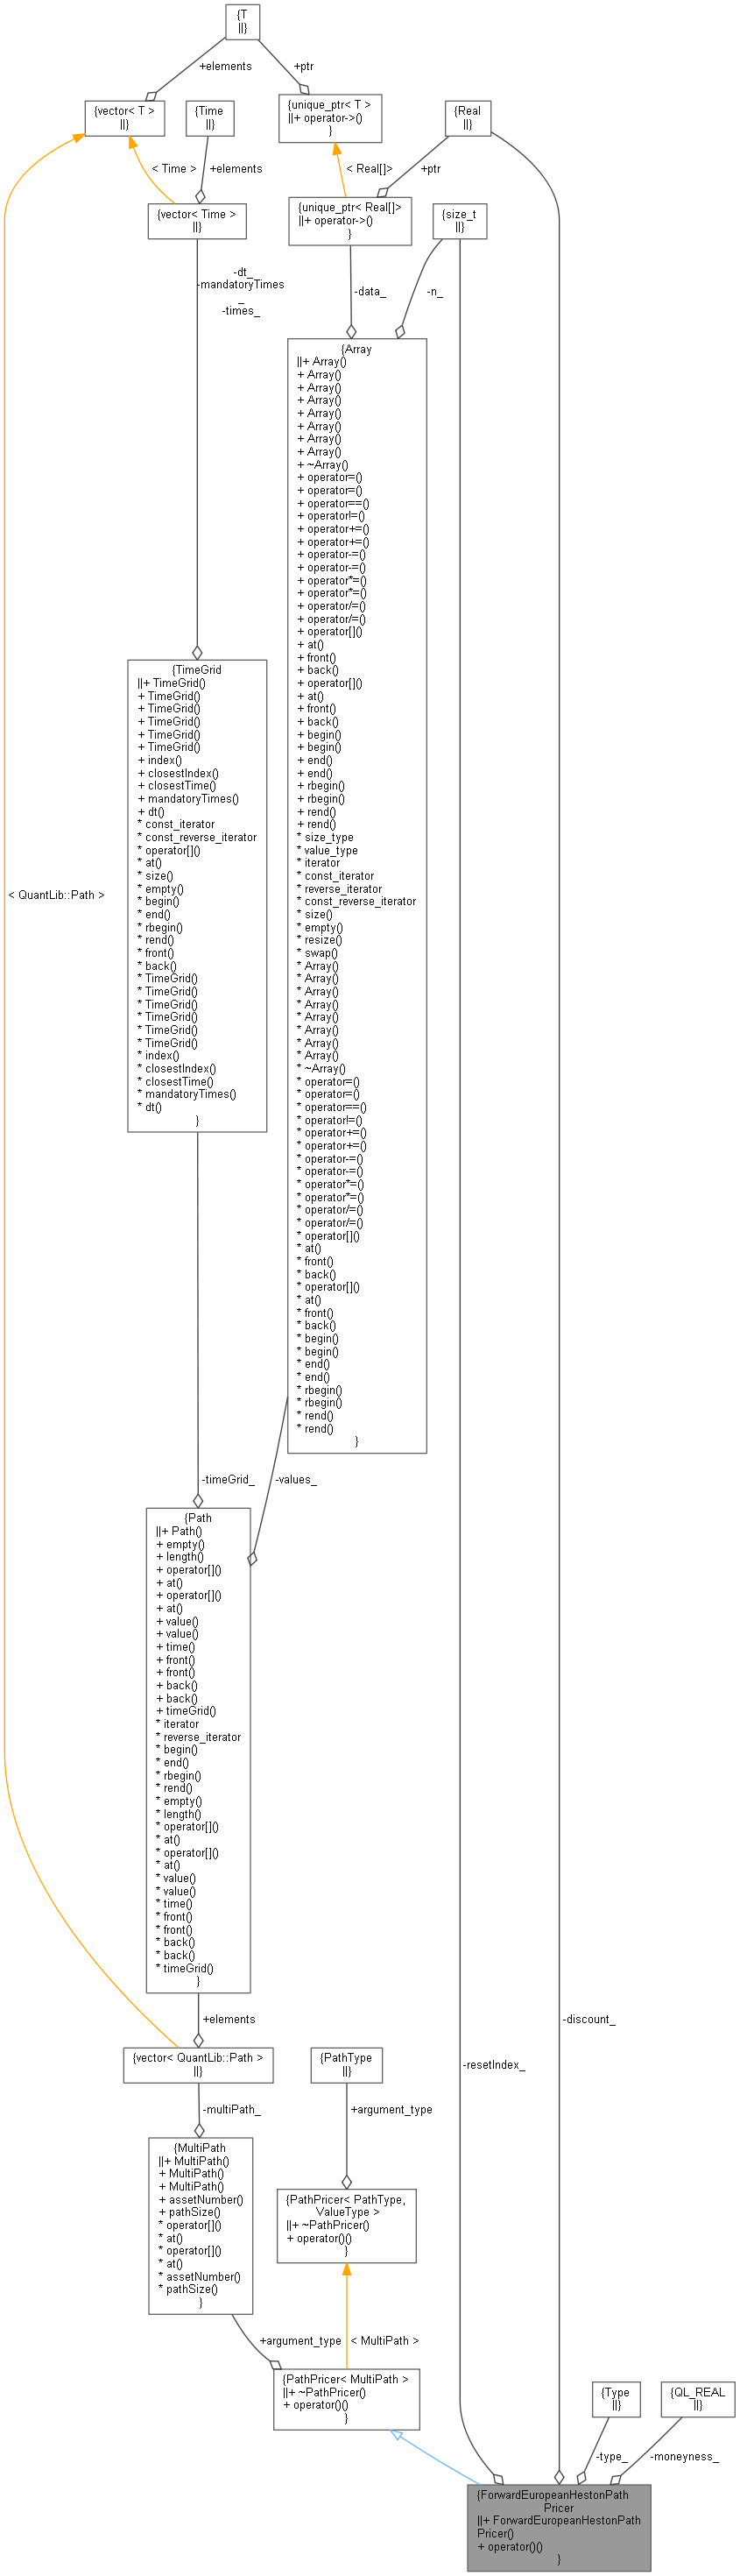 {T
||}
+elements
+ptr
{vector< T >
||}
{Time
||}
{unique_ptr< T >
||+ operator->()
}
{Real
||}
< Time >
+elements
< Real[]>
+ptr
{vector< Time >
||}
{unique_ptr< Real[]>
||+ operator->()
}
{size_t
||}
-dt_
-mandatoryTimes
_
-times_
-data_
-n_
{Array
||+ Array()
+ Array()
+ Array()
+ Array()
+ Array()
+ Array()
+ Array()
+ Array()
+ ~Array()
+ operator=()
+ operator=()
+ operator==()
+ operator!=()
+ operator+=()
+ operator+=()
+ operator-=()
+ operator-=()
+ operator*=()
+ operator*=()
+ operator/=()
+ operator/=()
+ operator[]()
+ at()
+ front()
+ back()
+ operator[]()
+ at()
+ front()
+ back()
+ begin()
+ begin()
+ end()
+ end()
+ rbegin()
+ rbegin()
+ rend()
+ rend()
* size_type
* value_type
* iterator
* const_iterator
* reverse_iterator
* const_reverse_iterator
* size()
* empty()
* resize()
* swap()
* Array()
* Array()
* Array()
* Array()
* Array()
* Array()
* Array()
* Array()
* ~Array()
* operator=()
* operator=()
* operator==()
* operator!=()
* operator+=()
* operator+=()
* operator-=()
* operator-=()
* operator*=()
* operator*=()
* operator/=()
* operator/=()
* operator[]()
* at()
* front()
* back()
* operator[]()
* at()
* front()
* back()
* begin()
* begin()
* end()
* end()
* rbegin()
* rbegin()
* rend()
* rend()
}
{TimeGrid
||+ TimeGrid()
+ TimeGrid()
+ TimeGrid()
+ TimeGrid()
+ TimeGrid()
+ TimeGrid()
+ index()
+ closestIndex()
+ closestTime()
+ mandatoryTimes()
+ dt()
* const_iterator
* const_reverse_iterator
* operator[]()
* at()
* size()
* empty()
* begin()
* end()
* rbegin()
* rend()
* front()
* back()
* TimeGrid()
* TimeGrid()
* TimeGrid()
* TimeGrid()
* TimeGrid()
* TimeGrid()
* index()
* closestIndex()
* closestTime()
* mandatoryTimes()
* dt()
}
< QuantLib::Path >
-timeGrid_
-values_
{Path
||+ Path()
+ empty()
+ length()
+ operator[]()
+ at()
+ operator[]()
+ at()
+ value()
+ value()
+ time()
+ front()
+ front()
+ back()
+ back()
+ timeGrid()
* iterator
* reverse_iterator
* begin()
* end()
* rbegin()
* rend()
* empty()
* length()
* operator[]()
* at()
* operator[]()
* at()
* value()
* value()
* time()
* front()
* front()
* back()
* back()
* timeGrid()
}
+elements
-discount_
{vector< QuantLib::Path >
||}
{PathType
||}
-resetIndex_
-multiPath_
+argument_type
{MultiPath
||+ MultiPath()
+ MultiPath()
+ MultiPath()
+ assetNumber()
+ pathSize()
* operator[]()
* at()
* operator[]()
* at()
* assetNumber()
* pathSize()
}
{PathPricer< PathType,
ValueType >
||+ ~PathPricer()
+ operator()()
}
+argument_type
< MultiPath >
{PathPricer< MultiPath >
||+ ~PathPricer()
+ operator()()
}
{Type
||}
{QL_REAL
||}
-type_
-moneyness_
{ForwardEuropeanHestonPath
Pricer
||+ ForwardEuropeanHestonPath
Pricer()
+ operator()()
}